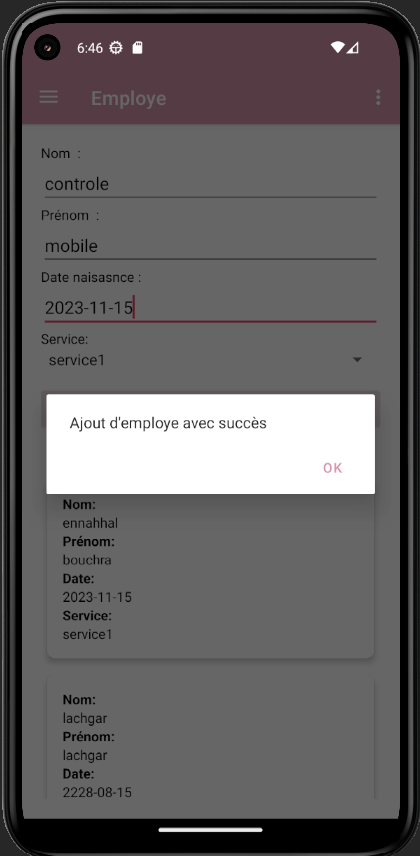 6:46
Employe
Nom :
controle
Prénom :
mobile
Date naisasnce :
2023-11-15
Service:
service1
Ajout d'employe avec succès
OK
Nom:
ennahhal
Prénom:
bouchra
Date:
2023-11-15
Service:
service1
Nom:
lachgar
Prénom:
lachgar
Date:
2228-08-15